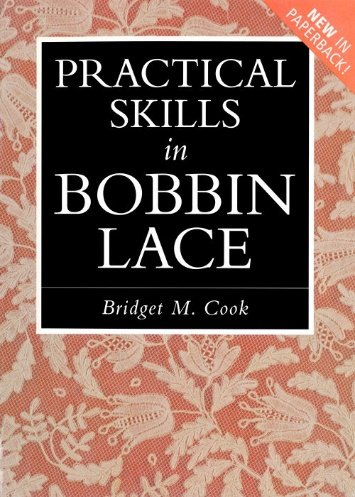 NEW IN
PAPERBACK!
PRACTICAL
SKILLS
in
BOBBIN
LACE
Bridget M. Cook